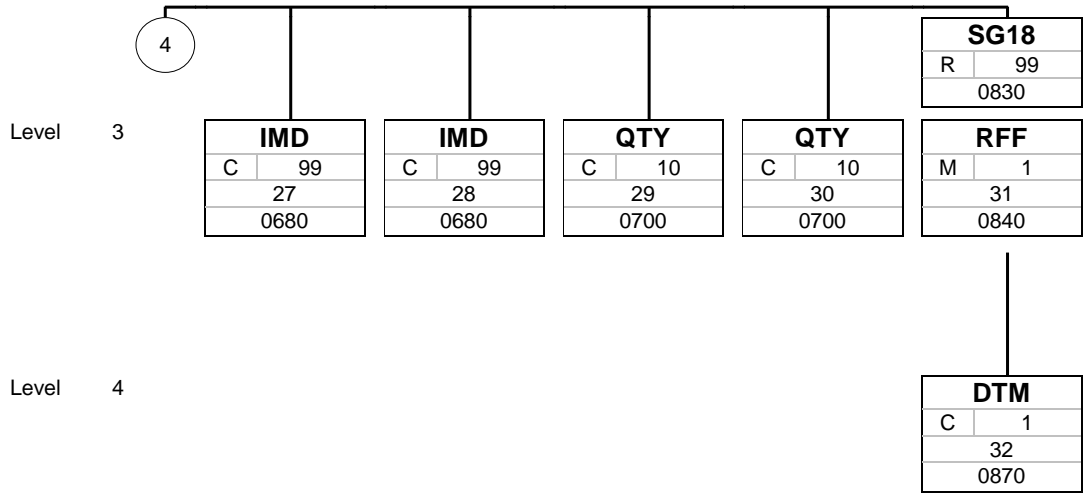 4
SG18
R 99
0830
Level 3
IMD IMD QTY QTY RFF
C 99 C 99 C 10 C 10 M 1
27 28 29 30 31
0680 0680 0700 0700 0840
Level 4
DTM
C 1
32
0870